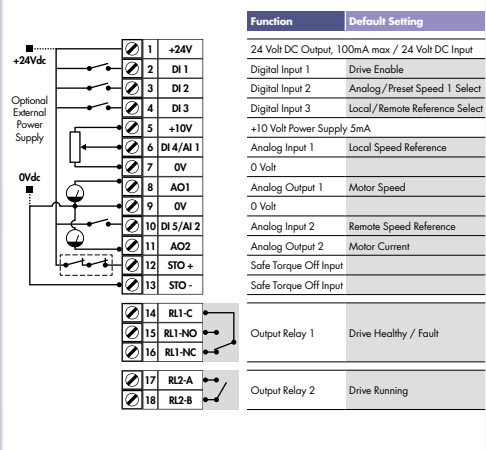 Function Default Setting
+24Vdc
Optional
External
Power
Supply
0Vdc
1 +24V 24 Volt DC Output, 100mA max / 24 Volt DC Input
2 DI 1 Digital Input 1 Drive Enable
3 DI 2 Digital Input 2 Analog/Preset Speed 1 Select
4 DI 3 Digital Input 3 Local/Remote Reference Select
5 +10V +10 Volt Power Supply 5mA
6 DI 4/AI 1 Analog Input 1 Local Speed Reference
7 0V 0 Volt
8 AO1 Analog Output 1 Motor Speed
9 0V 0 Volt
10 DI 5/AI 2 Analog Input 2 Remote Speed Reference
11 AO2 Analog Output 2 Motor Current
12 STO + Safe Torque Off Input
13 STO - Safe Torque Off Input
14 RL1-C
15 RL1-NO Output Relay 1 Drive Healthy / Fault
16 RL1-NC
17 RL2-A
Output Relay 2 Drive Running
18 RL2-B